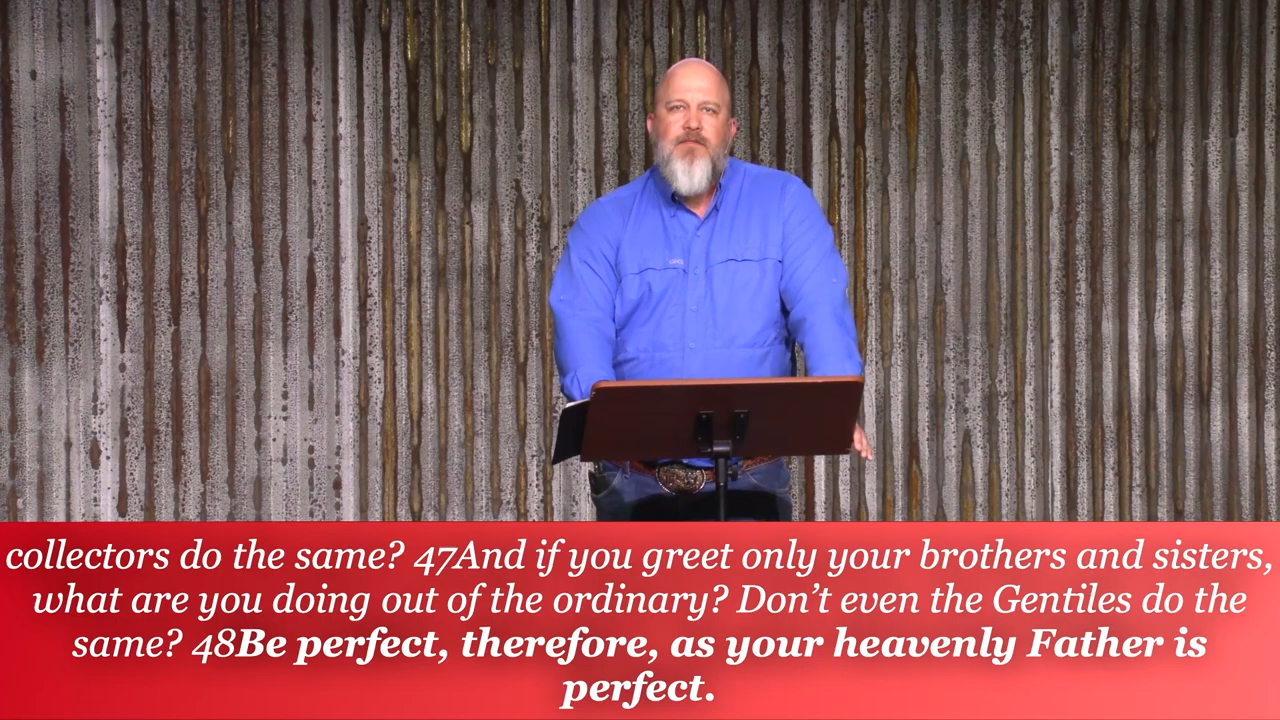 collectors do the same? 47And if you greet only your brothers and sisters,
what are you doing out of the ordinary? Don’t even the Gentiles do the
same? 48Be perfect, therefore, as your heavenly Father is
perfect.